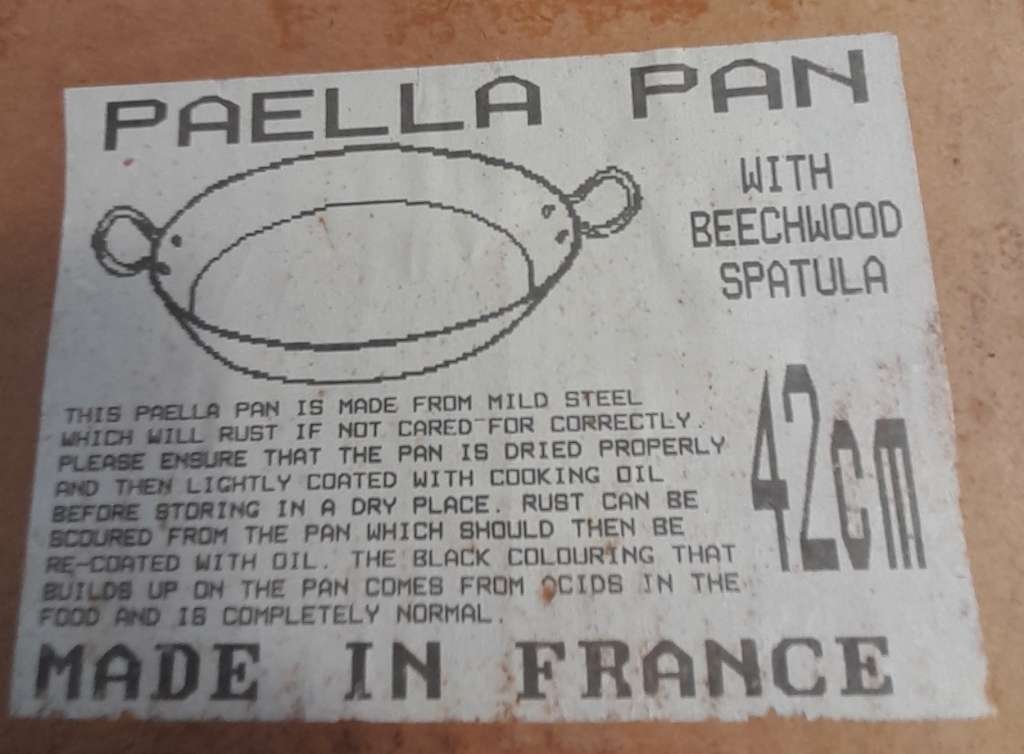 PAELLA PAN
WITH
BEECHWOOD
SPATULA
42cm
THIS PAELLA PAN IS MADE FROM MILD STEEL
WHICH WILL RUST IF NOT CARED FOR CORRECTLY.
PLEASE ENSURE THAT THE PAN IS DRIED PROPERLY
AND THEN LIGHTLY COATED WITH COOKING OIL
BEFORE STORING IN A DRY PLACE. RUST CAN BE
SCOURED FROM THE PAN WHICH SHOULD THEN BE
RE-COATED WITH OIL. THE BLACK COLOURING THAT
BUILDS UP ON THE PAN COMES FROM ACIDS IN THE
FOOD AND IS COMPLETELY NORMAL.
MADE IN FRANCE